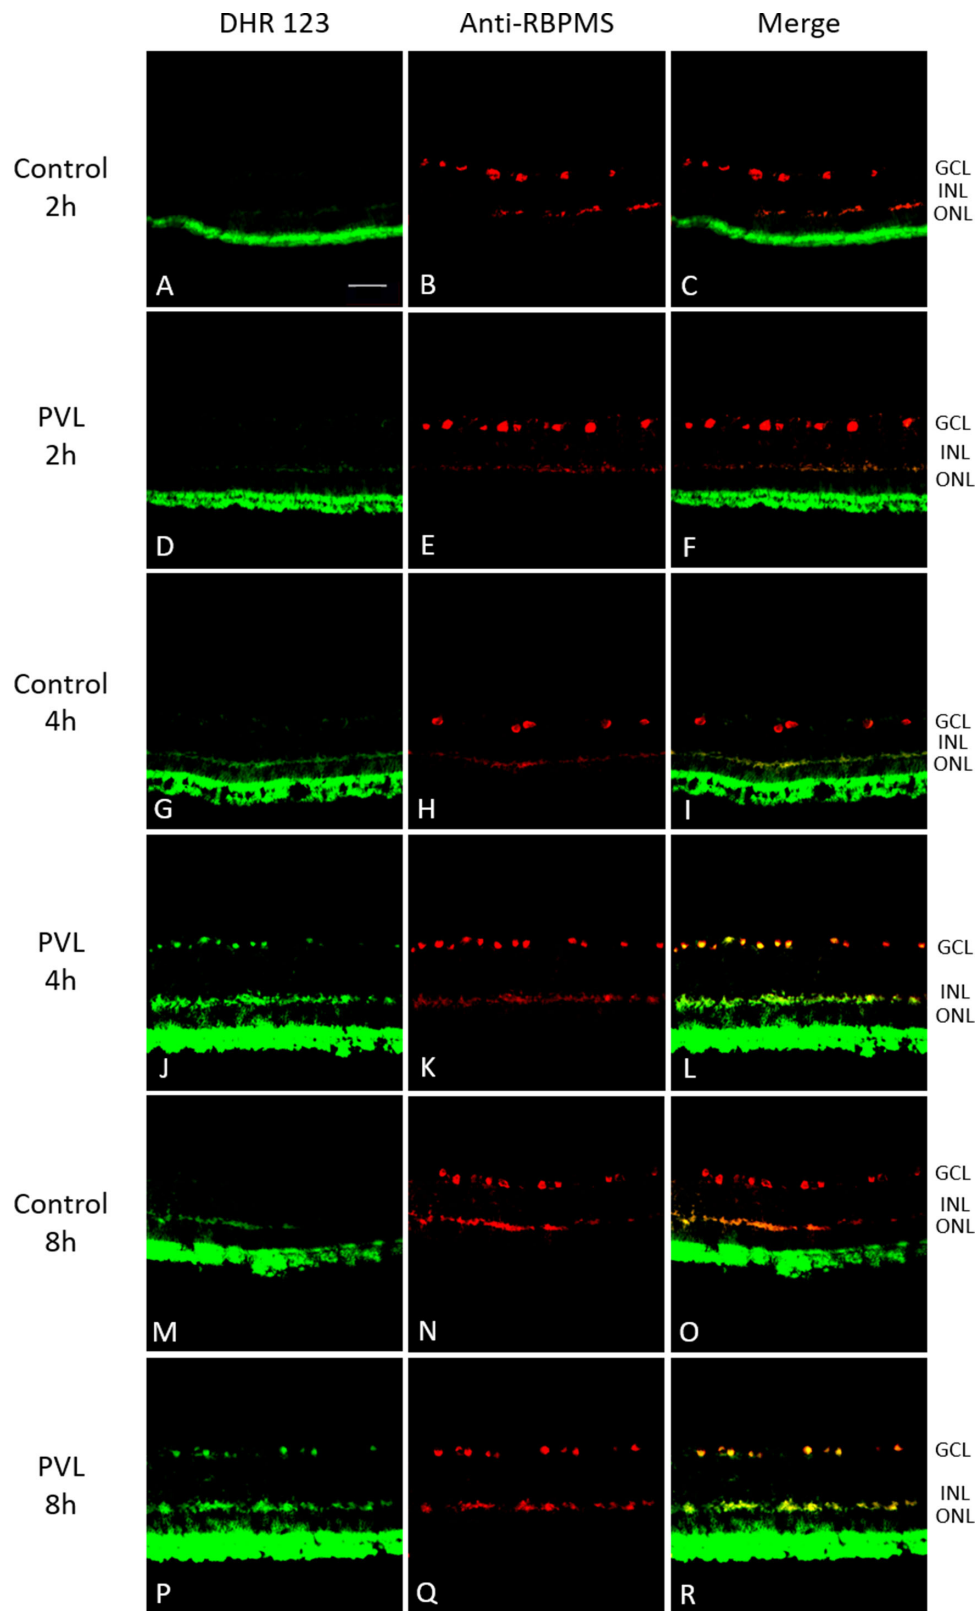 DHR 123 Anti-RBPMS Merge
Control
2h
GCL
INL
ONL
A B C
PVL
2h
GCL
INL
ONL
D E F
Control
4h
GCL
INL
ONL
G H I
PVL
4h
GCL
INL
ONL
J K L
Control
8h
GCL
INL
ONL
M N O
PVL
8h
GCL
INL
ONL
P Q R